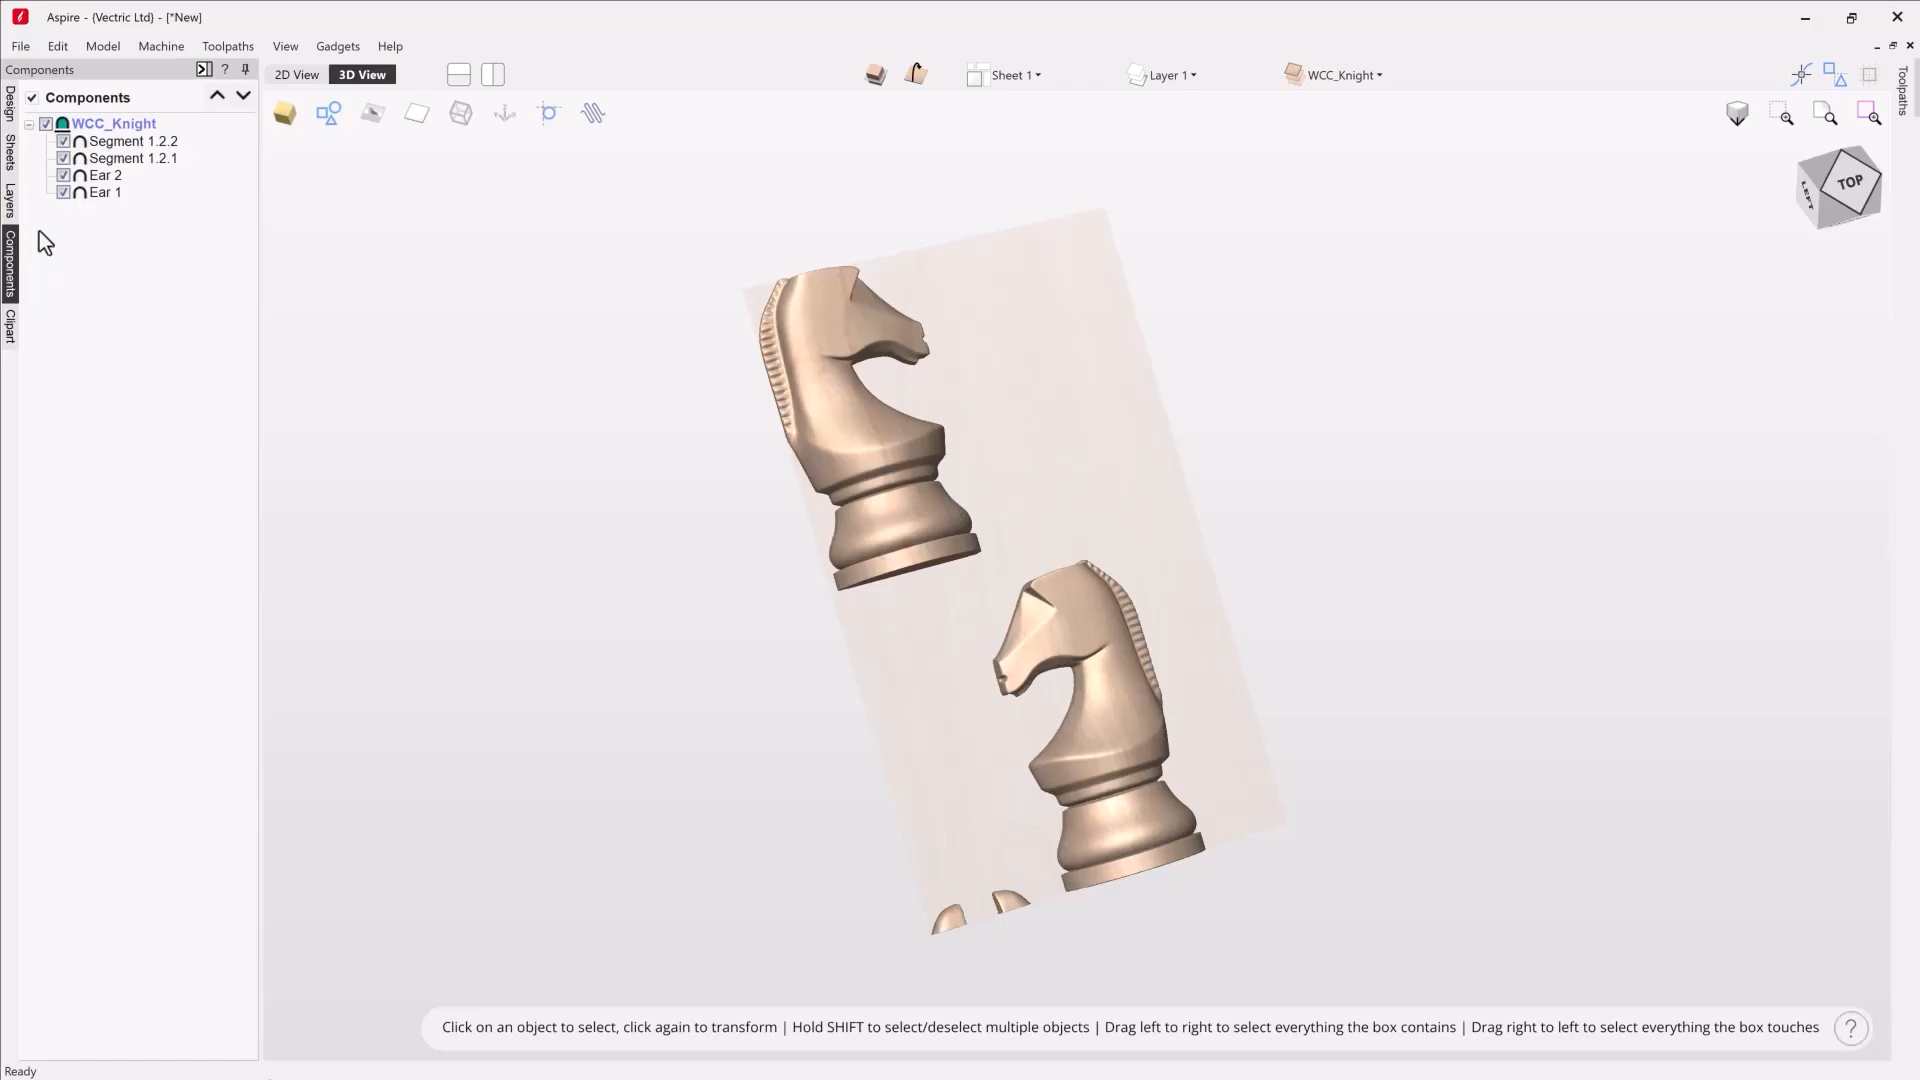 Aspire - {Vectric Ltd} - [*New]
File Edit Model Machine Toolpaths View Gadgets Help
Components ?
2D View 3D View Sheet 1 Layer 1 WCC_Knight
Toolpaths
Design
Sheets
Layers
Components
Clipart
Components
WCC_Knight
Segment 1.2.2
Segment 1.2.1
Ear 2
Ear 1
TOP
LEFT
Click on an object to select, click again to transform | Hold SHIFT to select/deselect multiple objects | Drag left to right to select everything the box contains | Drag right to left to select everything the box touches ?
Ready